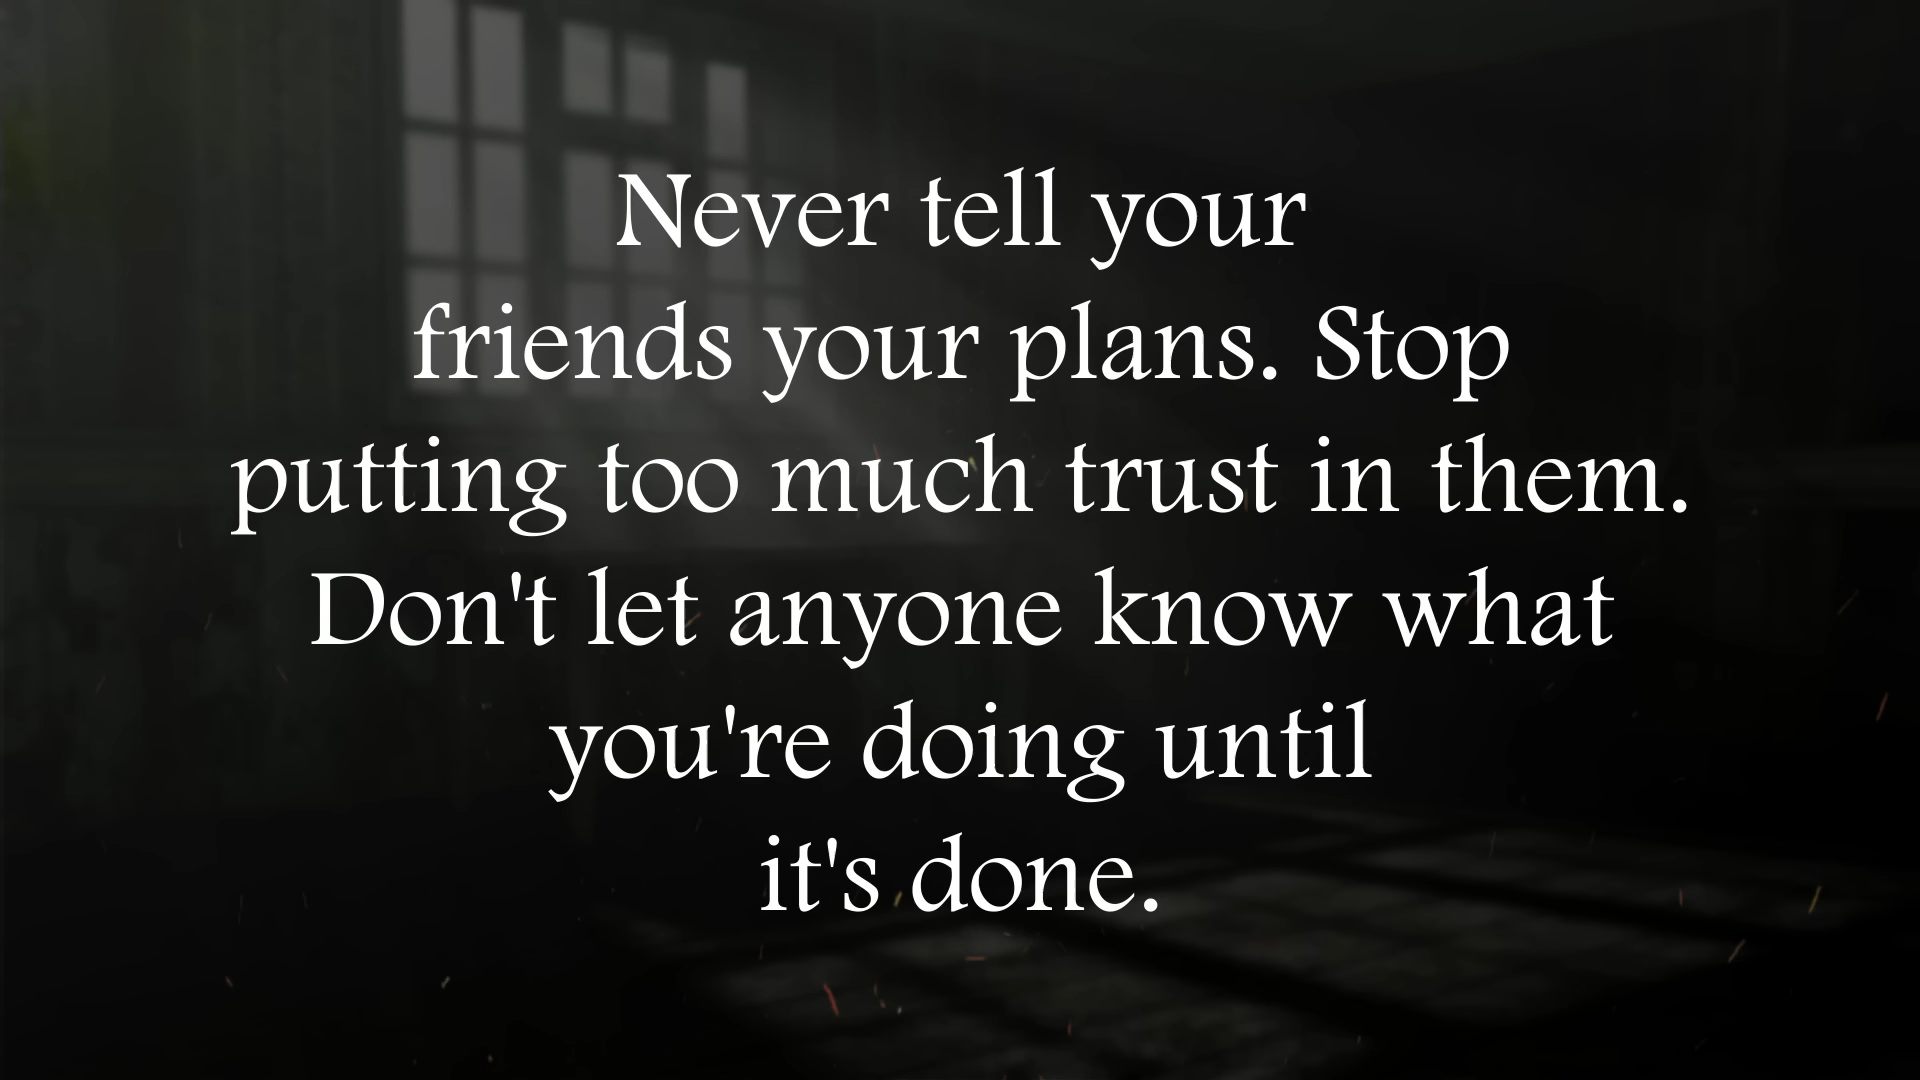 Never tell your
friends your plans. Stop
putting too much trust in them.
Don't let anyone know what
you're doing until
it's done.